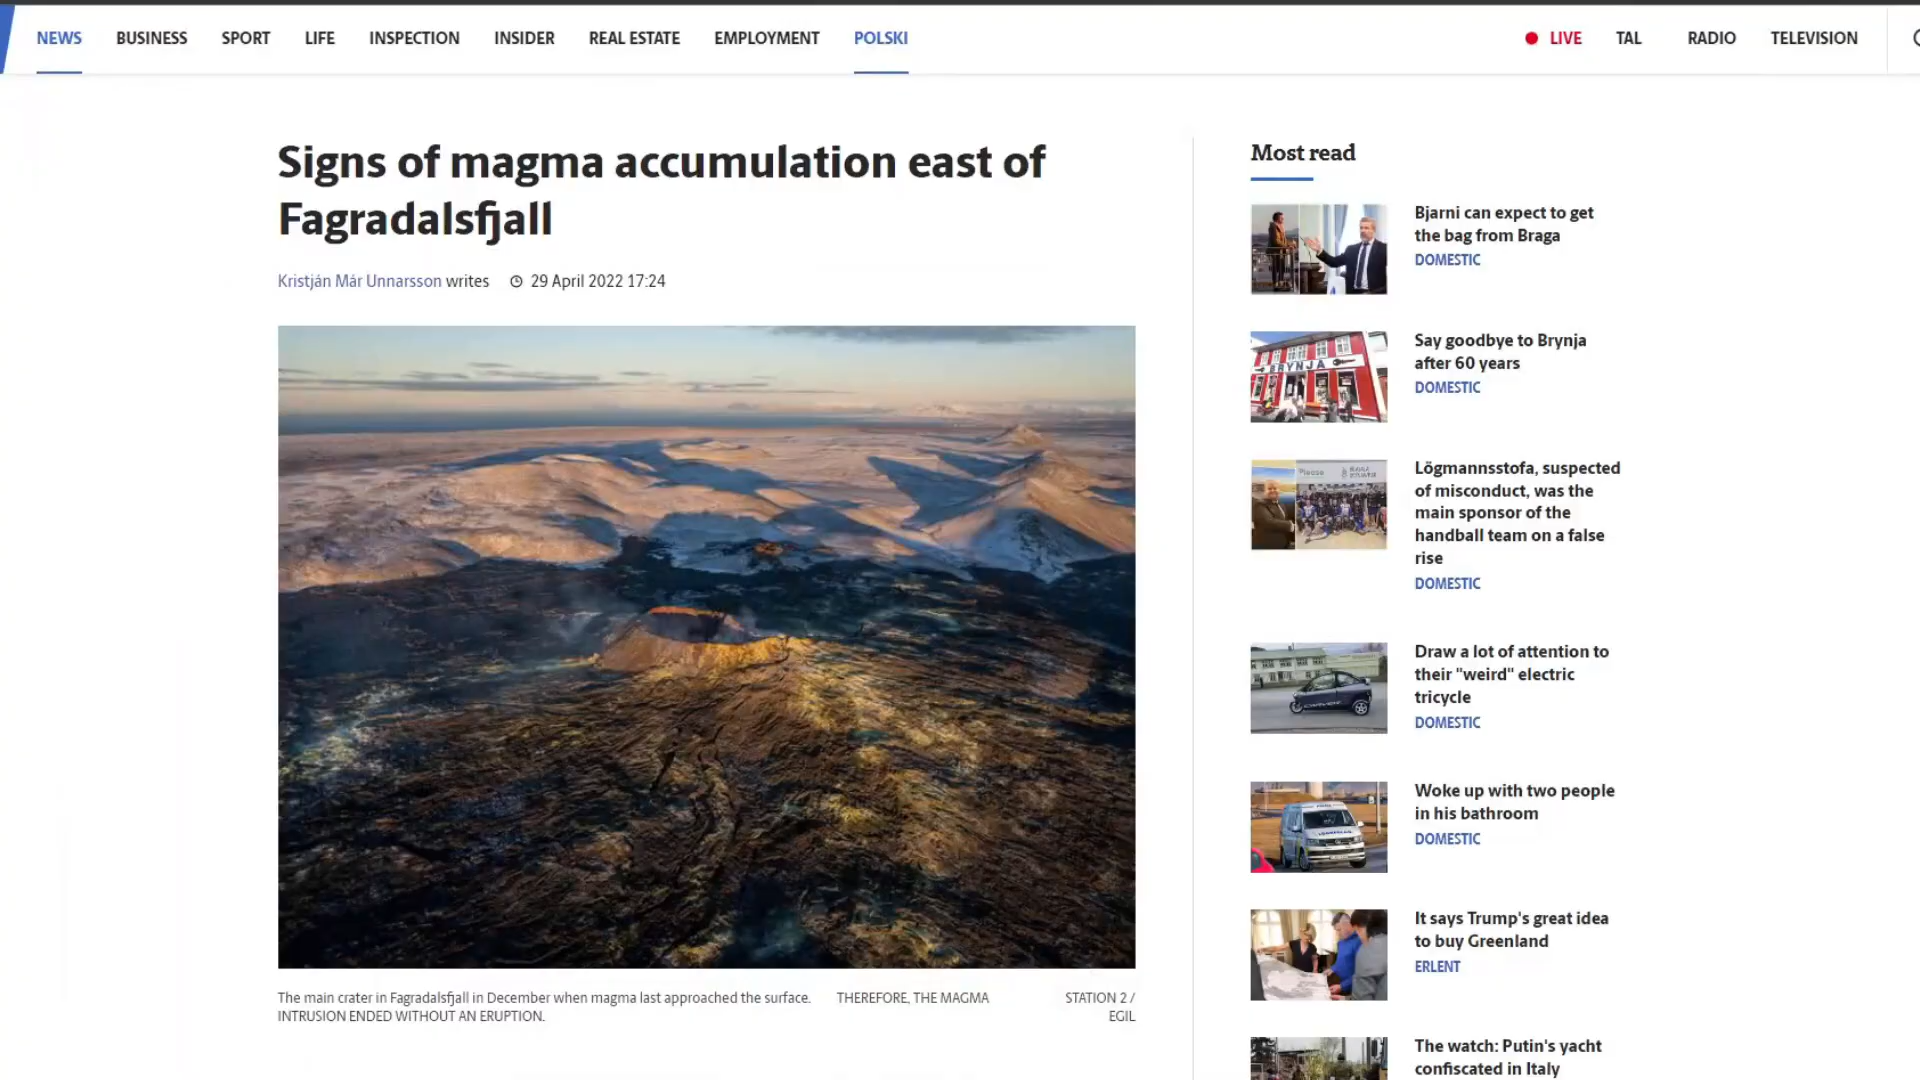 NEWS BUSINESS SPORT LIFE INSPECTION INSIDER REAL ESTATE EMPLOYMENT POLSKI LIVE TAL RADIO TELEVISION
Signs of magma accumulation east of
Fagradalsfjall
Kristján Már Unnarsson writes 29 April 2022 17:24
The main crater in Fagradalsfjall in December when magma last approached the surface. THEREFORE, THE MAGMA STATION 2 /
INTRUSION ENDED WITHOUT AN ERUPTION. EGIL
Most read
Bjarni can expect to get
the bag from Braga
DOMESTIC
BRYNJA
Say goodbye to Brynja
after 60 years
DOMESTIC
Lögmannsstofa, suspected
of misconduct, was the
main sponsor of the
handball team on a false
rise
DOMESTIC
Draw a lot of attention to
their "weird" electric
tricycle
DOMESTIC
Woke up with two people
in his bathroom
DOMESTIC
It says Trump's great idea
to buy Greenland
ERLENT
The watch: Putin's yacht
confiscated in Italy